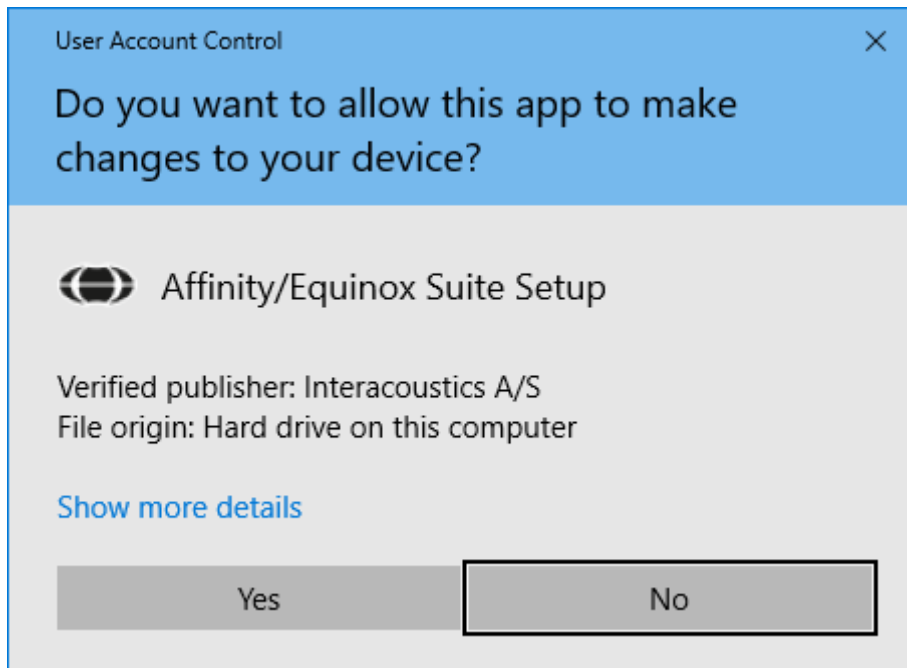 User Account Control
Do you want to allow this app to make
changes to your device?
Affinity/Equinox Suite Setup
Verified publisher: Interacoustics A/S
File origin: Hard drive on this computer
Show more details
Yes No